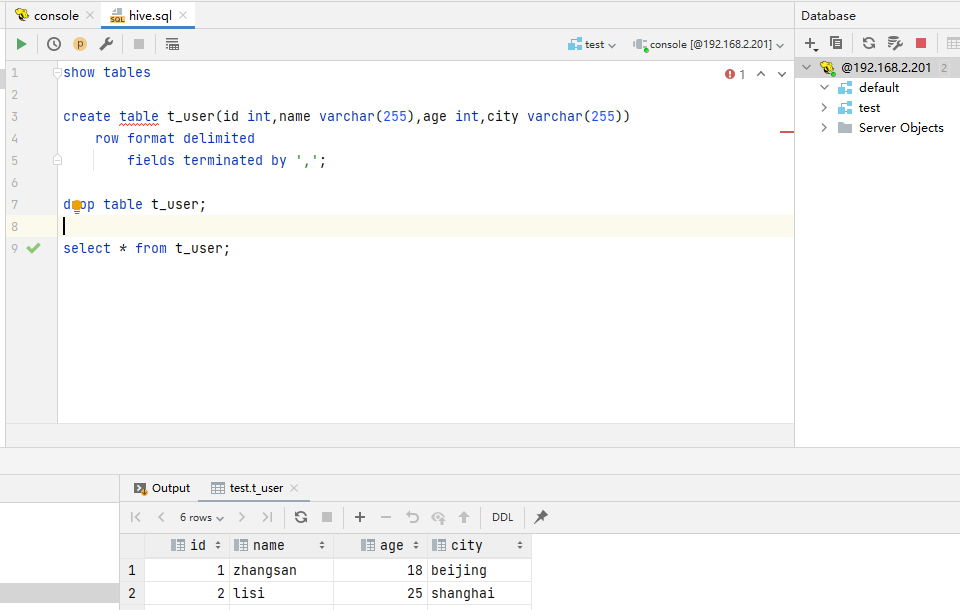 console
hive.sql
Database
test
console [@192.168.2.201]
1 show tables
1
2
3 create table t_user(id int,name varchar(255),age int,city varchar(255))
4 row format delimited
5 fields terminated by ',';
6
7 drop table t_user;
8
9 select * from t_user;
@192.168.2.201 2
default
test
Server Objects
Output
test.t_user
6 rows
DDL
id name age city
1 1 zhangsan 18 beijing
2 2 lisi 25 shanghai